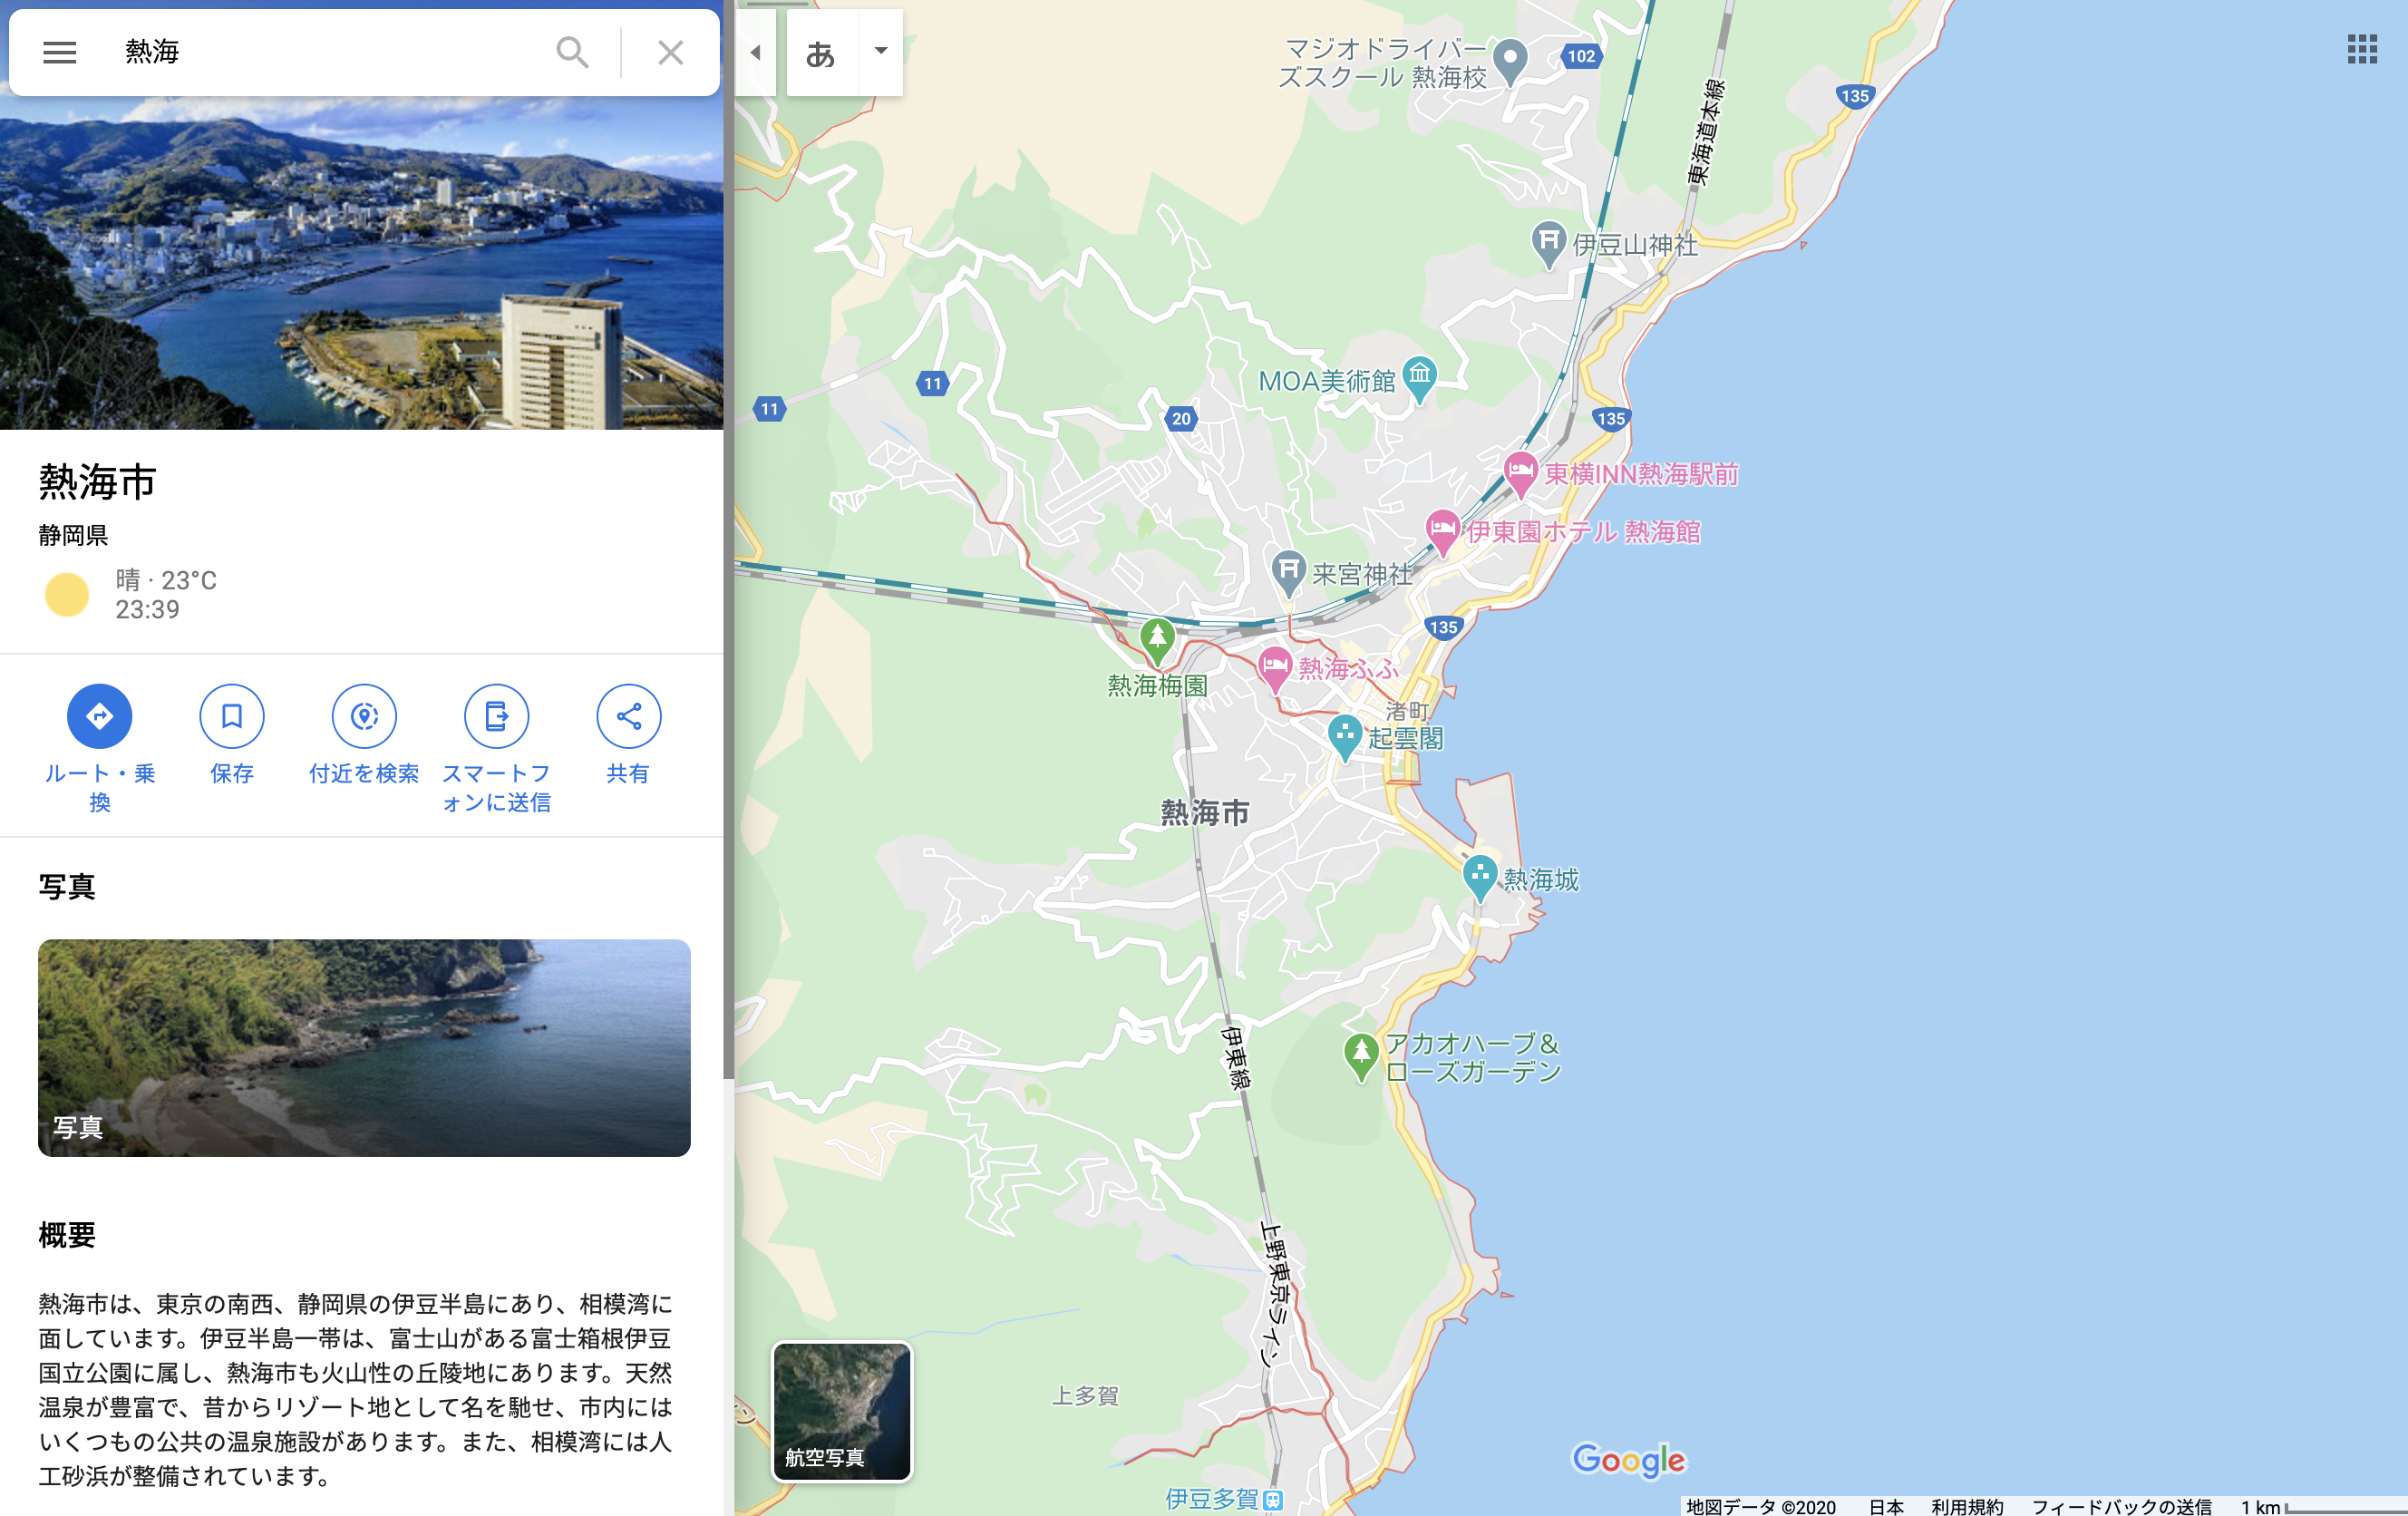 熱海
あ
熱海市
静岡県
晴 · 23°C
23:39
ルート・乗
換
保存
付近を検索
スマートフ
ォンに送信
共有
写真
写真
概要
熱海市は、東京の南西、静岡県の伊豆半島にあり、相模湾に
面しています。伊豆半島一帯は、富士山がある富士箱根伊豆
国立公園に属し、熱海市も火山性の丘陵地にあります。天然
温泉が豊富で、昔からリゾート地として名を馳せ、市内には
いくつもの公共の温泉施設があります。また、相模湾には人
工砂浜が整備されています。
マジオドライバー
ズスクール 熱海校
102
135
東海道本線
伊豆山神社
MOA美術館
11
11
20
135
東横INN熱海駅前
伊東園ホテル 熱海館
来宮神社
135
熱海梅園
熱海ふふ
渚町
起雲閣
熱海市
熱海城
伊東線
アカオハーブ&
ローズガーデン
上野東京ライン
上多賀
航空写真
伊豆多賀
Google
地図データ ©2020
日本
利用規約
フィードバックの送信
1 km